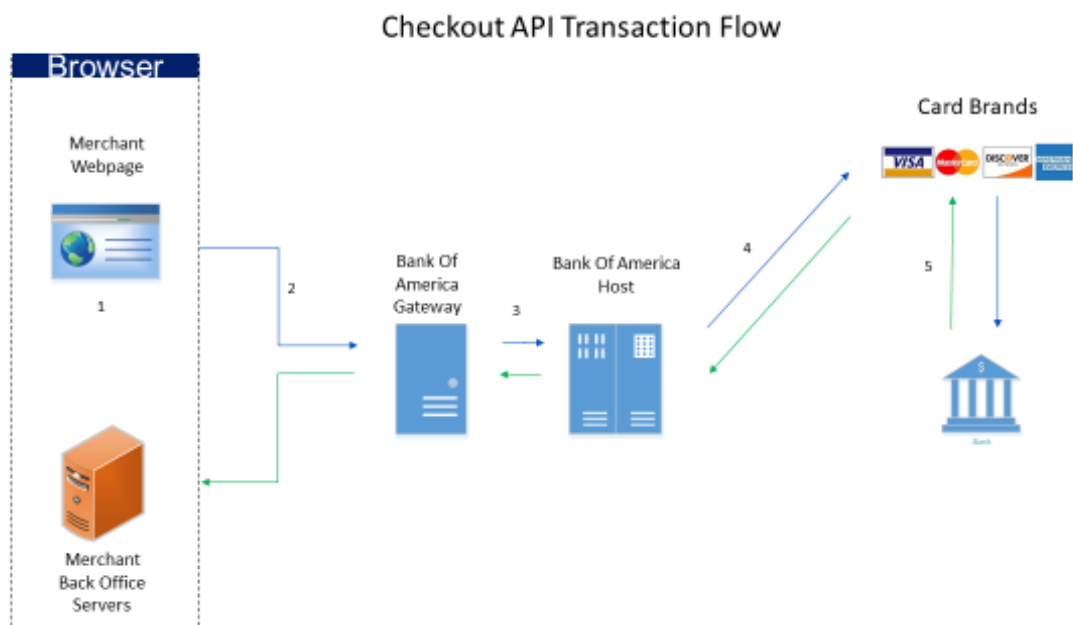 Checkout API Transaction Flow
Browser
Merchant
Webpage
1
2
Bank Of
America
Gateway
3
Bank Of America
Host
4
Card Brands
VISA
MasterCard
DISCOVER
5
$
Bank
Merchant
Back Office
Servers